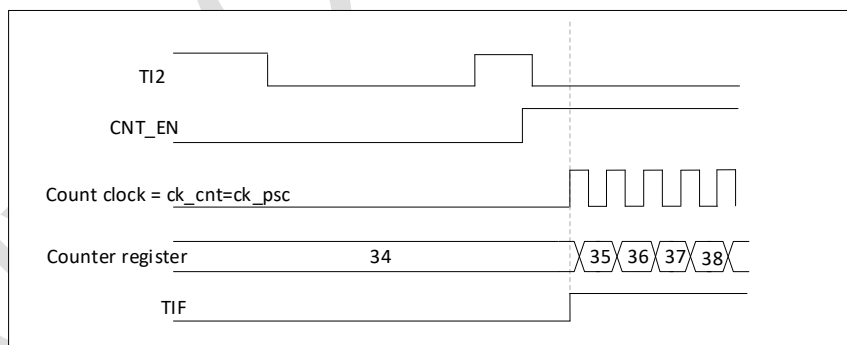 TI2
CNT_EN
Count clock = ck_cnt=ck_psc
Counter register 34 35 36 37 38
TIF